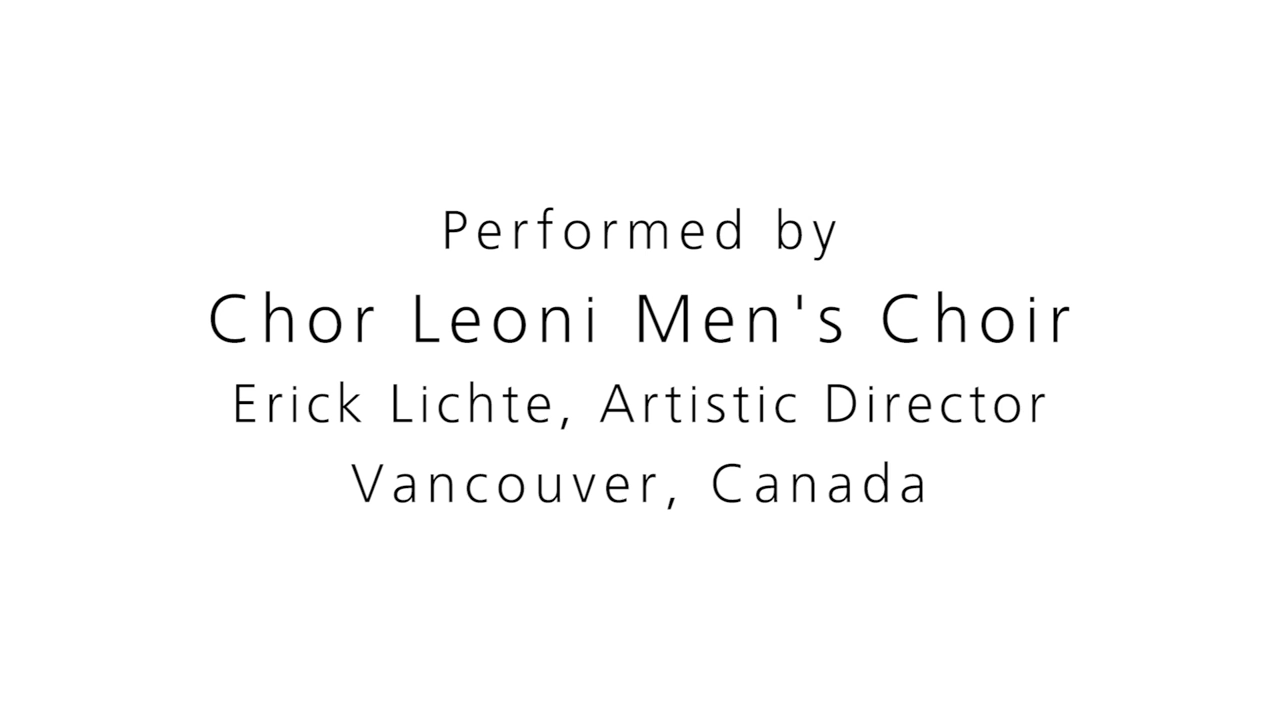 Performed by
Chor Leoni Men's Choir
Erick Lichte, Artistic Director
Vancouver, Canada